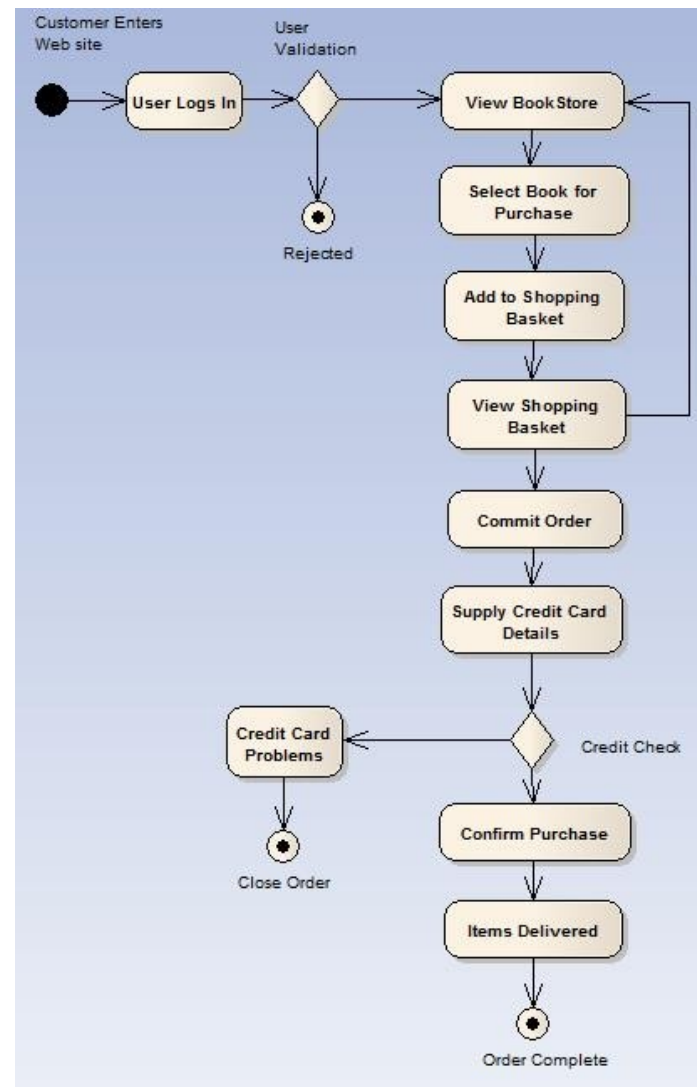 Customer Enters
Web site
User
Validation
User Logs In
View BookStore
Select Book for
Purchase
Rejected
Add to Shopping
Basket
View Shopping
Basket
Commit Order
Supply Credit Card
Details
Credit Card
Problems
Credit Check
Confirm Purchase
Close Order
Items Delivered
Order Complete